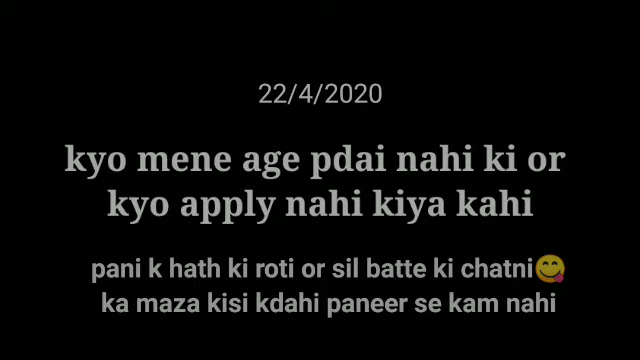 22/4/2020
kyo mene age pdai nahi ki or
kyo apply nahi kiya kahi
pani k hath ki roti or sil batte ki chatni😋
ka maza kisi kdahi paneer se kam nahi